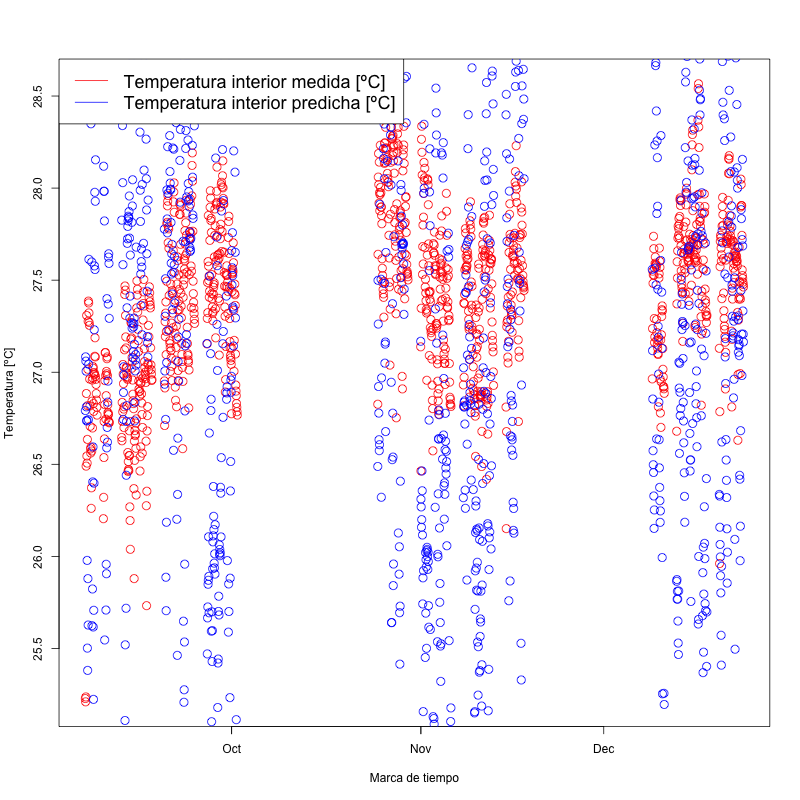 Temperatura interior medida [ºC]
Temperatura interior predicha [ºC]
Temperatura [ºC]
28.5
28.0
27.5
27.0
26.5
26.0
25.5
Oct Nov Dec
Marca de tiempo